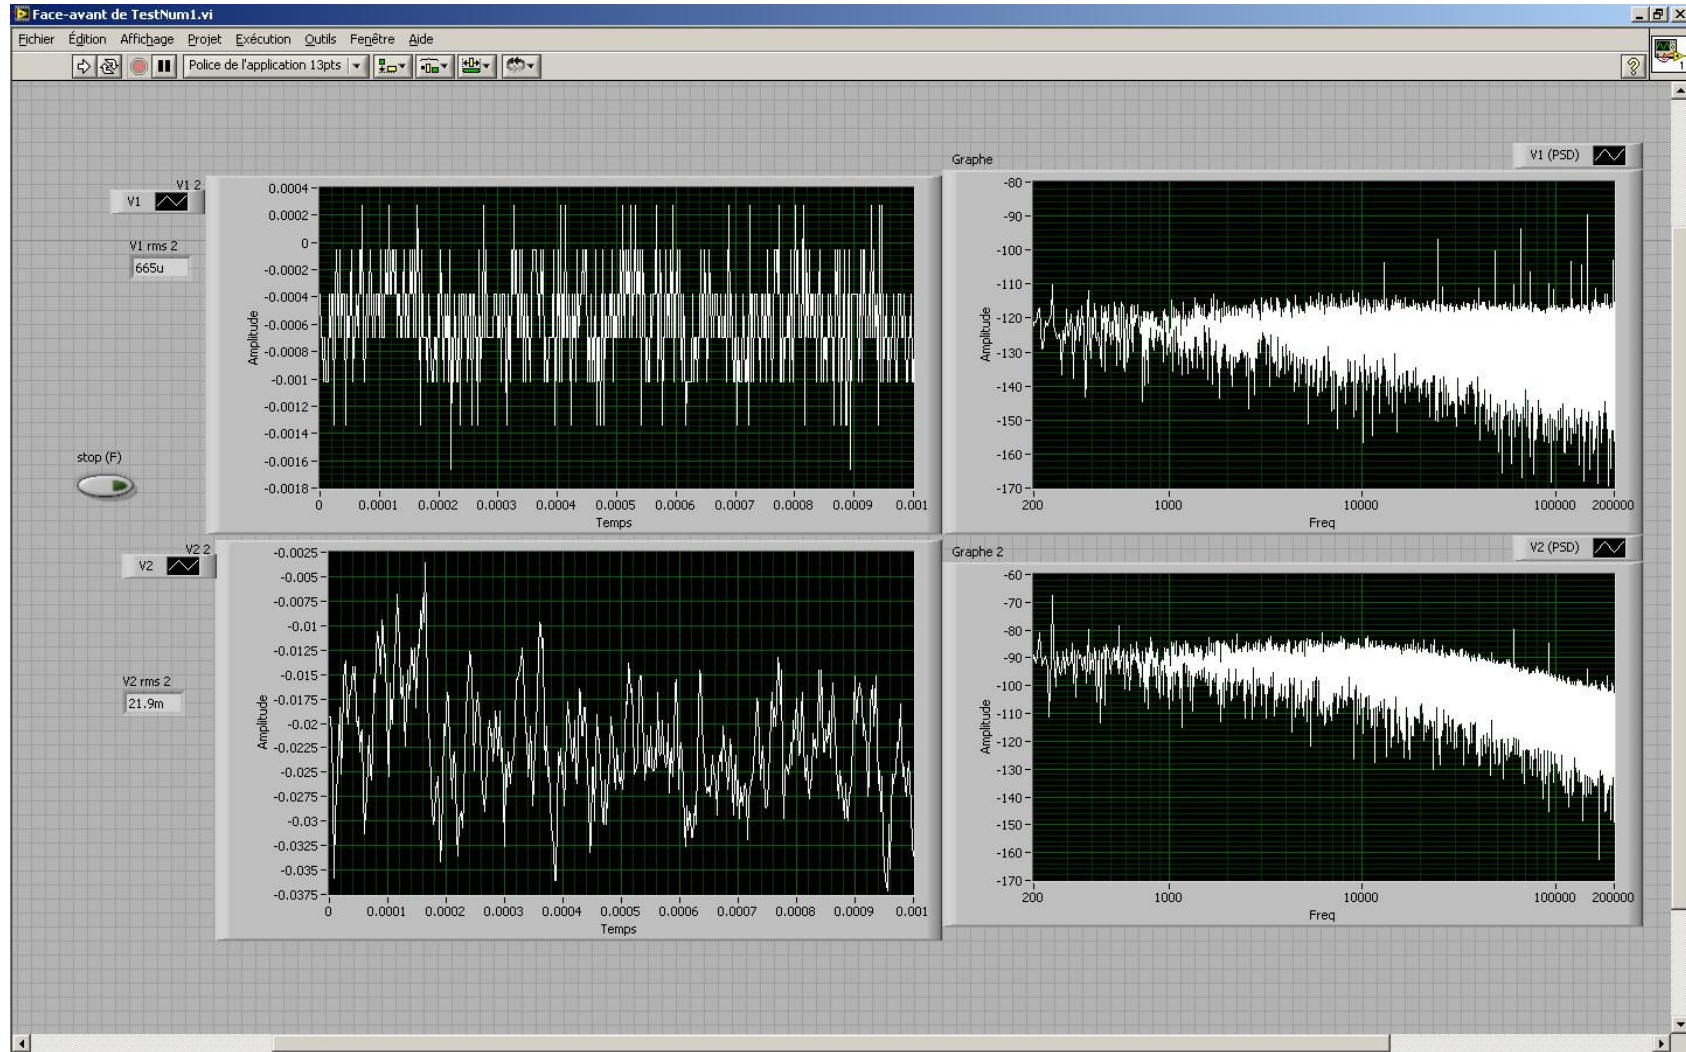 Face-avant de TestNum1.vi
Fichier Édition Affichage Projet Exécution Outils Fenêtre Aide
Police de l'application 13pts
1
V1 2
V1
V1 rms 2
665u
0.0004
0.0002
0
-0.0002
-0.0004
-0.0006
-0.0008
-0.001
-0.0012
-0.0014
-0.0016
-0.0018
Amplitude
0 0.0001 0.0002 0.0003 0.0004 0.0005 0.0006 0.0007 0.0008 0.0009 0.001
Temps
Graphe
V1 (PSD)
-80
-90
-100
-110
-120
-130
-140
-150
-160
-170
Amplitude
200 1000 10000 100000 200000
Freq
stop (F)
V2 2
V2
V2 rms 2
21.9m
-0.0025
-0.005
-0.0075
-0.01
-0.0125
-0.015
-0.0175
-0.02
-0.0225
-0.025
-0.0275
-0.03
-0.0325
-0.035
-0.0375
Amplitude
0 0.0001 0.0002 0.0003 0.0004 0.0005 0.0006 0.0007 0.0008 0.0009 0.001
Temps
Graphe 2
V2 (PSD)
-60
-70
-80
-90
-100
-110
-120
-130
-140
-150
-160
-170
Amplitude
200 1000 10000 100000 200000
Freq